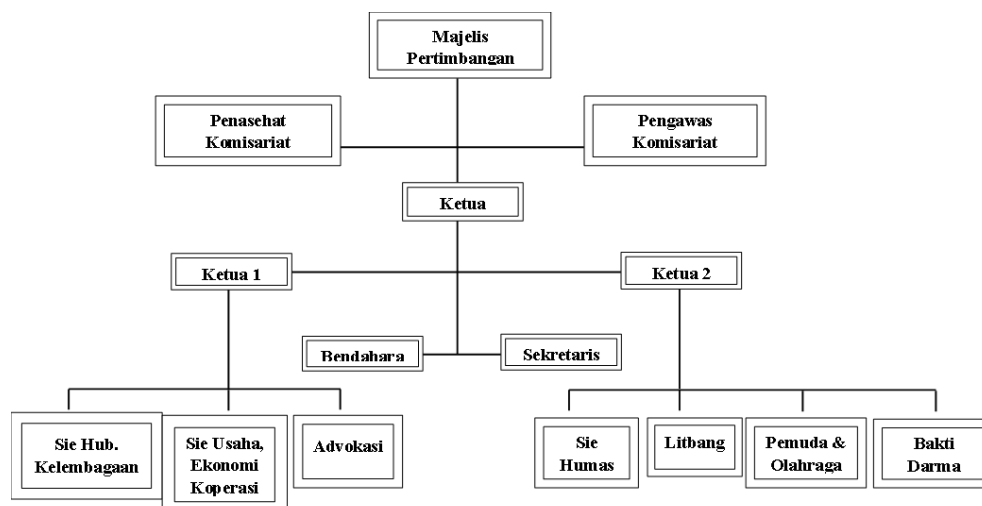 Majelis
Pertimbangan
Penasehat
Komisariat
Pengawas
Komisariat
Ketua
Ketua 1
Ketua 2
Bendahara
Sekretaris
Sie Hub.
Kelembagaan
Sie Usaha,
Ekonomi
Koperasi
Advokasi
Sie
Humas
Litbang
Pemuda &
Olahraga
Bakti
Darma